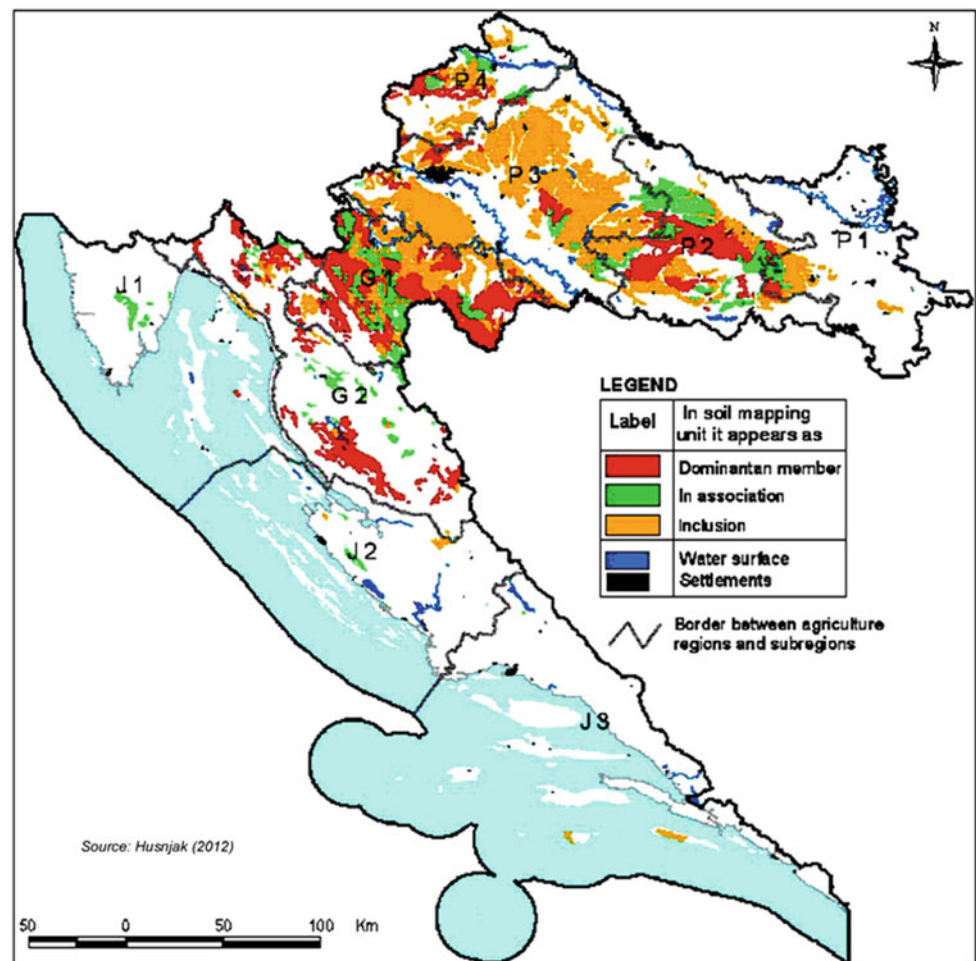 N
P 4
P 3
P 2
P 1
G 1
J 1
G 2
J 2
J 3
LEGEND
Label
In soil mapping
unit it appears as
Dominantan member
In association
Inclusion
Water surface
Settlements
Border between agriculture
regions and subregions
Source: Husnjak (2012)
50 0 50 100 Km